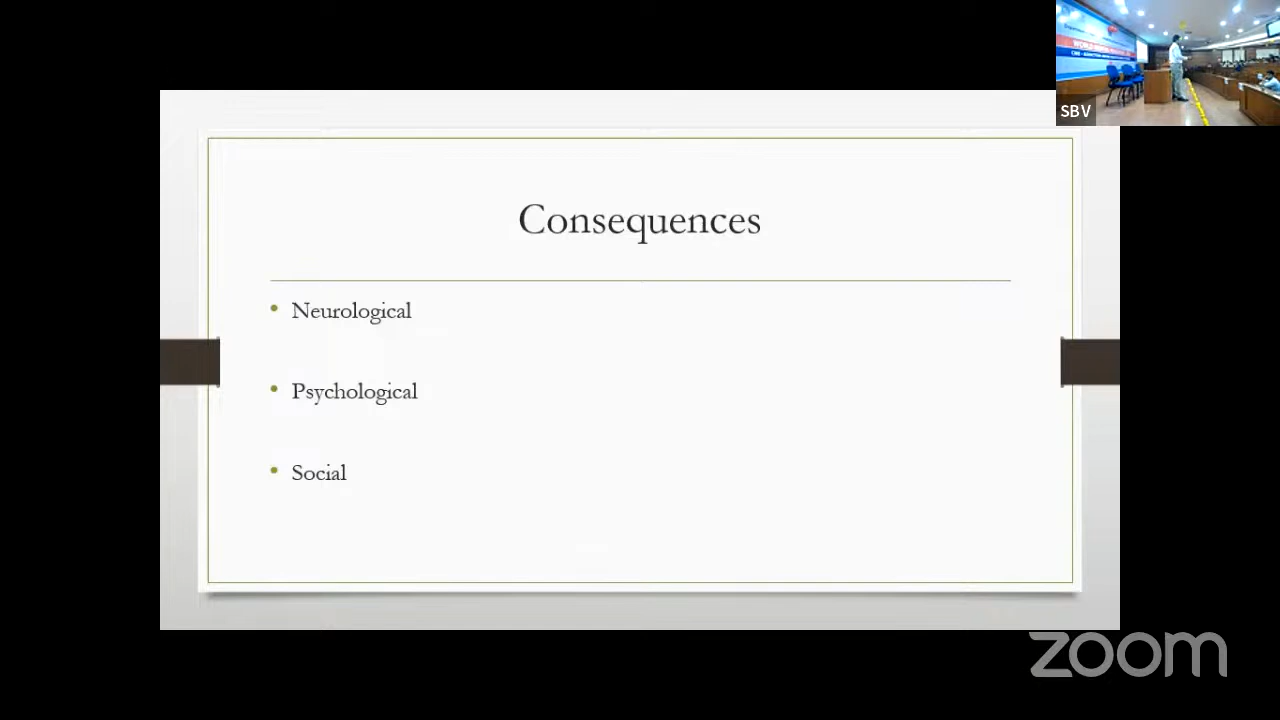 SBV
Consequences
• Neurological
• Psychological
• Social
zoom